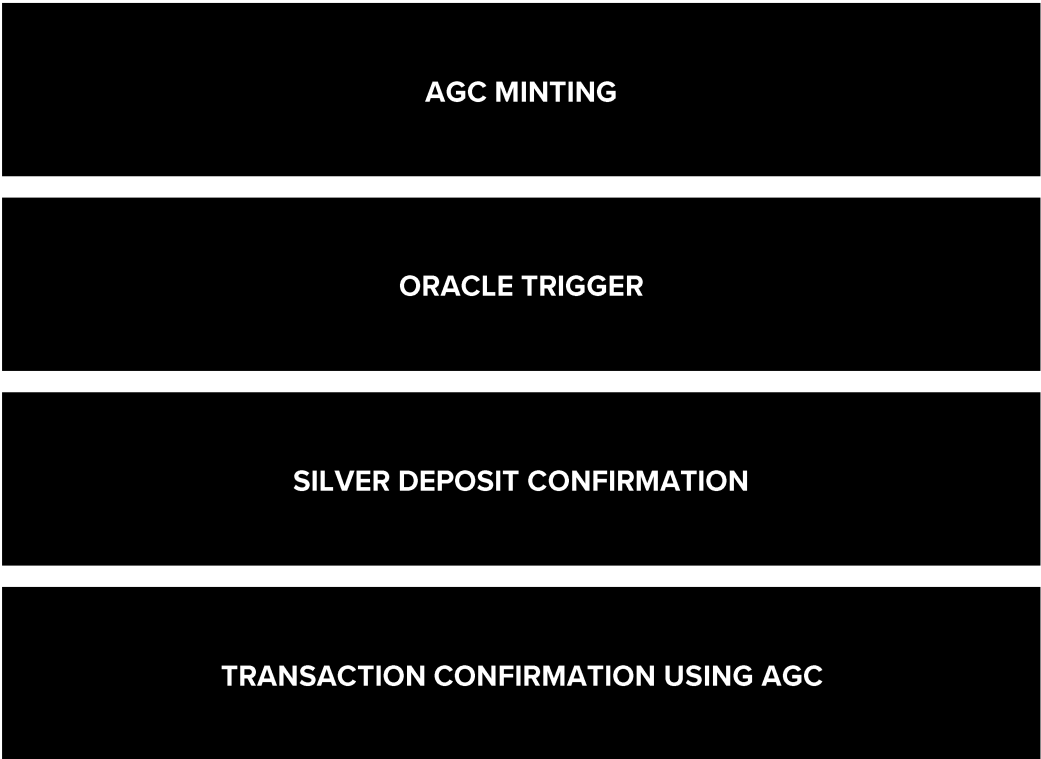 AGC MINTING
ORACLE TRIGGER
SILVER DEPOSIT CONFIRMATION
TRANSACTION CONFIRMATION USING AGC